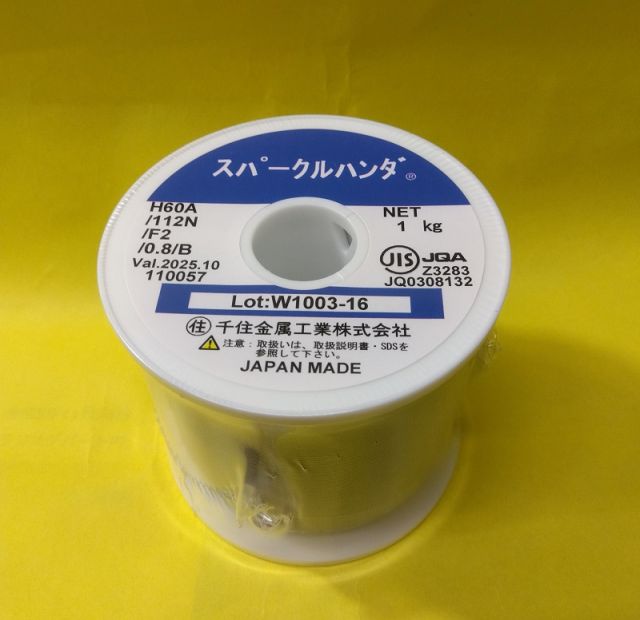 スパークルハンダ®
H60A
/112N
/F2
/0.8/B
Val.2025.10
110057
NET
1 kg
JIS JQA
Z3283
JQ0308132
Lot:W1003-16
住 千住金属工業株式会社
注意：取扱いは、取扱説明書・SDSを
参照して下さい。
JAPAN MADE